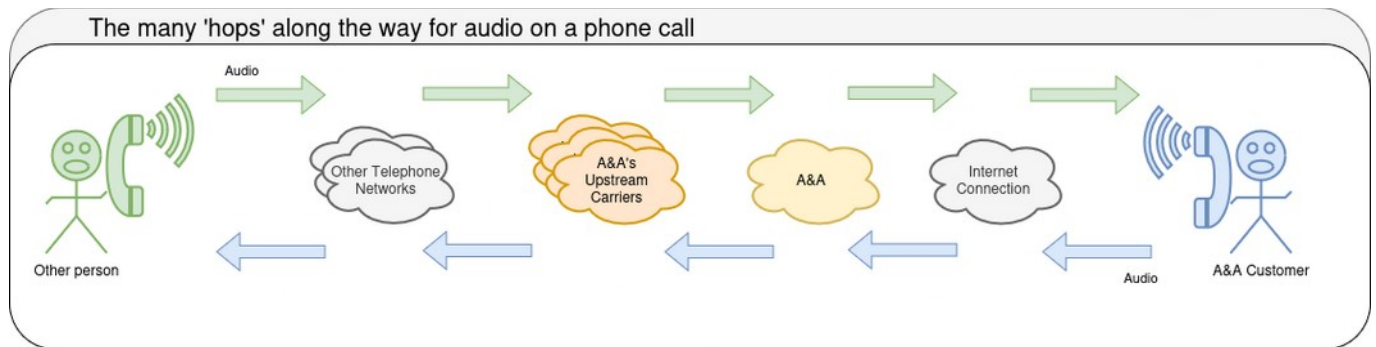 The many 'hops' along the way for audio on a phone call
Audio
Other Telephone
Networks
A&A's
Upstream
Carriers
A&A
Internet
Connection
Other person
Audio
A&A Customer